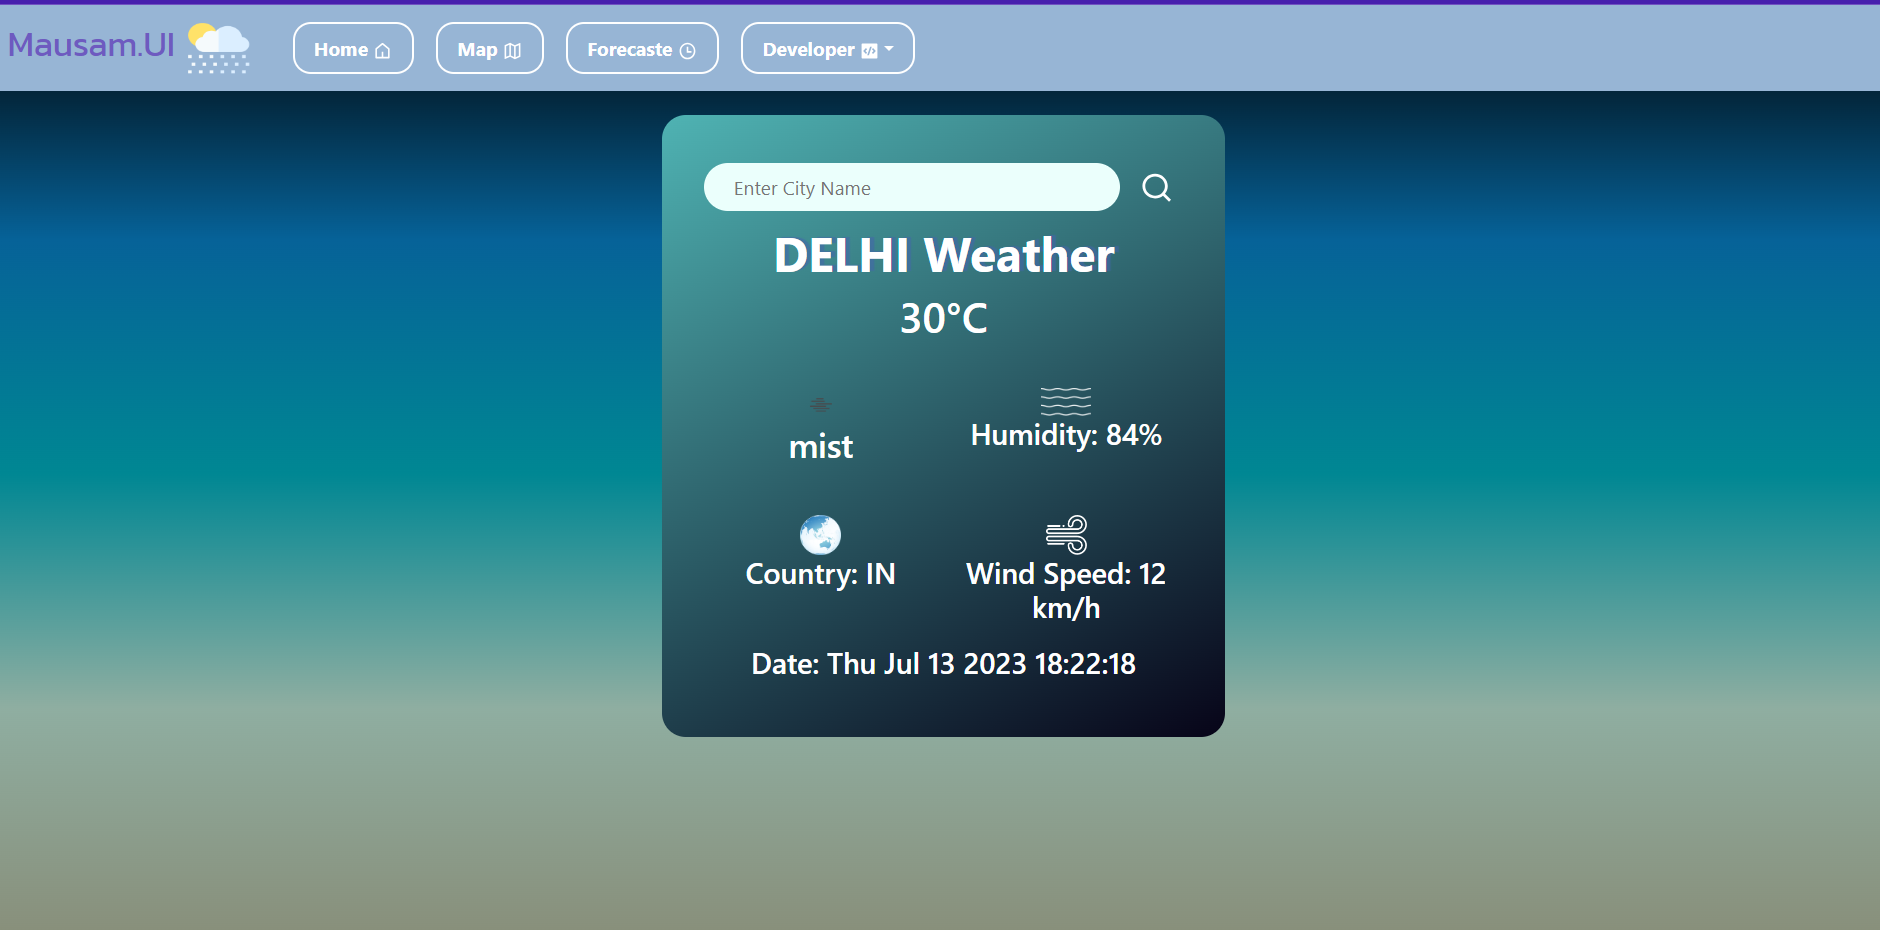 Mausam.UI
Home
Map
Forecaste
Developer
Enter City Name
DELHI Weather
30°C
mist
Humidity: 84%
Country: IN
Wind Speed: 12
km/h
Date: Thu Jul 13 2023 18:22:18